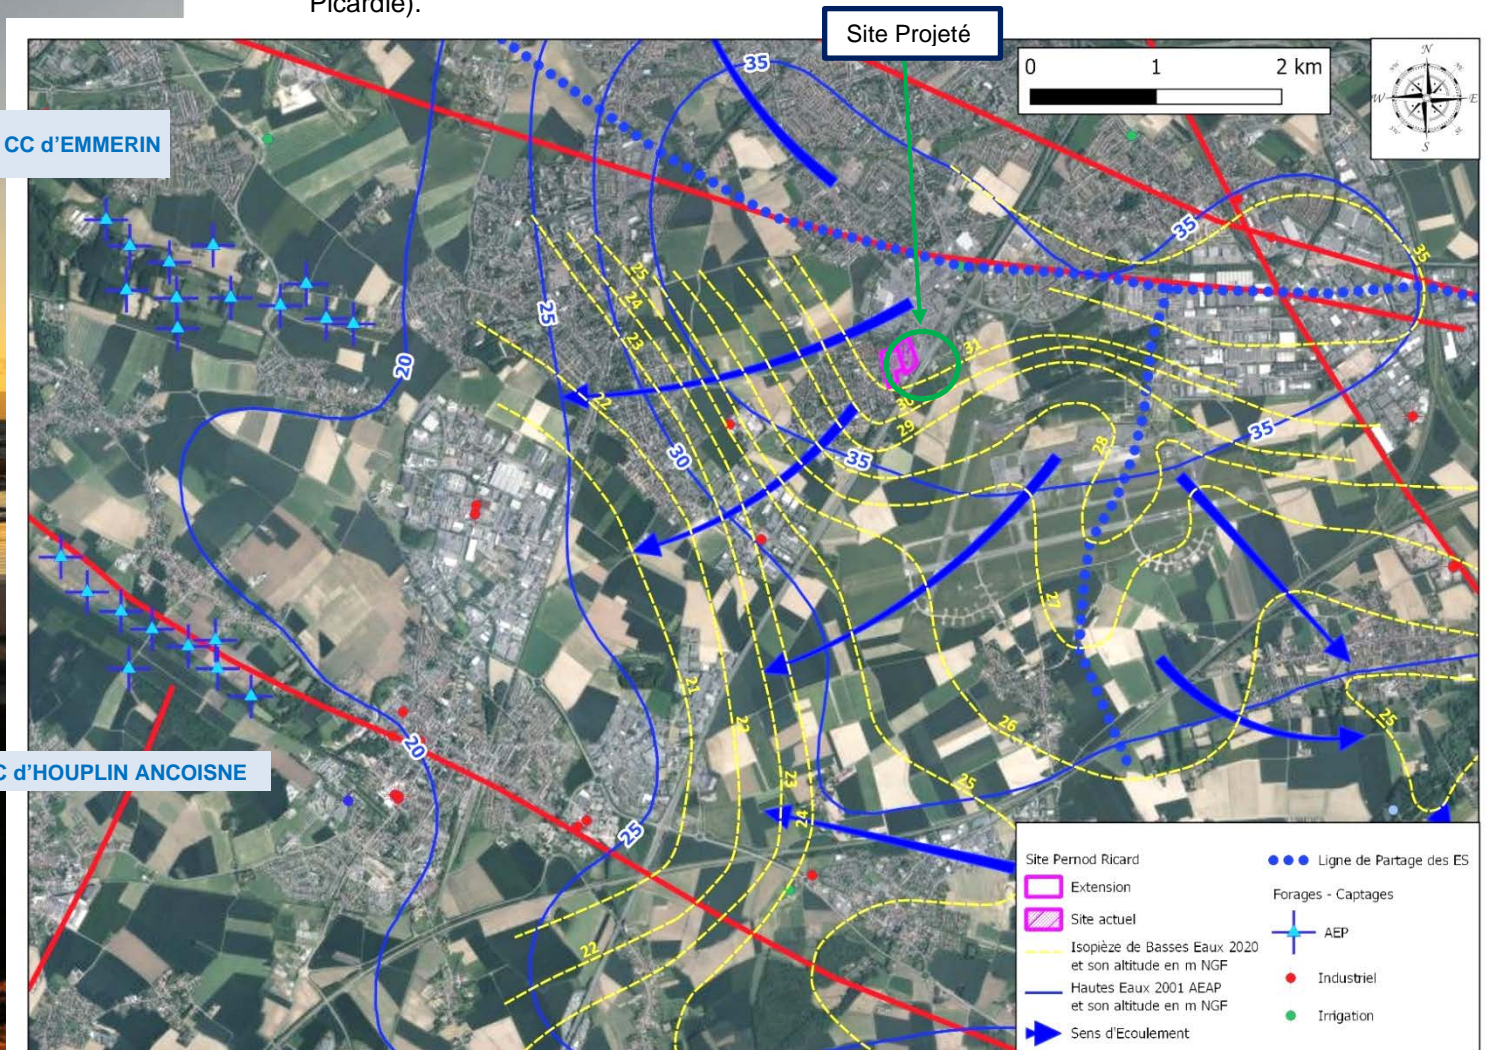 Picardie).
Site Projeté
0 1 2 km
N
W
E
S
CC d'EMMERIN
C d'HOUPLIN ANCOISNE
35
35
35
35
35
30
25
25
20
20
25
24
23
22
31
29
28
27
26
25
25
21
22
23
24
22
Site Pernod Ricard
Extension
Site actuel
Isopièze de Basses Eaux 2020
et son altitude en m NGF
Hautes Eaux 2001 AEAP
et son altitude en m NGF
Sens d'Ecoulement
Ligne de Partage des ES
Forages - Captages
AEP
Industriel
Irrigation